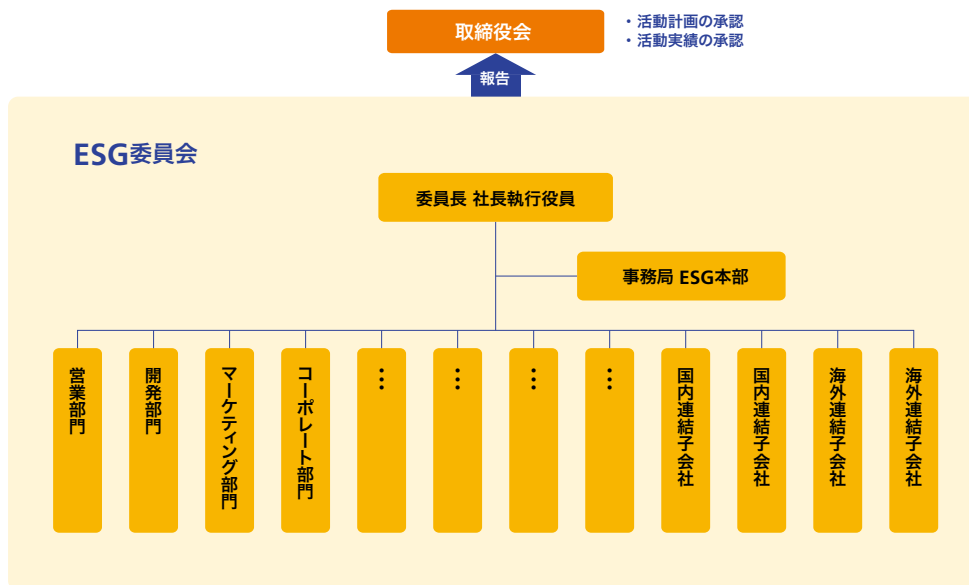 取締役会
・活動計画の承認
・活動実績の承認
報告
ESG委員会
委員長 社長執行役員
事務局 ESG本部
営業部門
開発部門
マーケティング部門
コーポレート部門
…
…
…
…
国内連結子会社
国内連結子会社
海外連結子会社
海外連結子会社